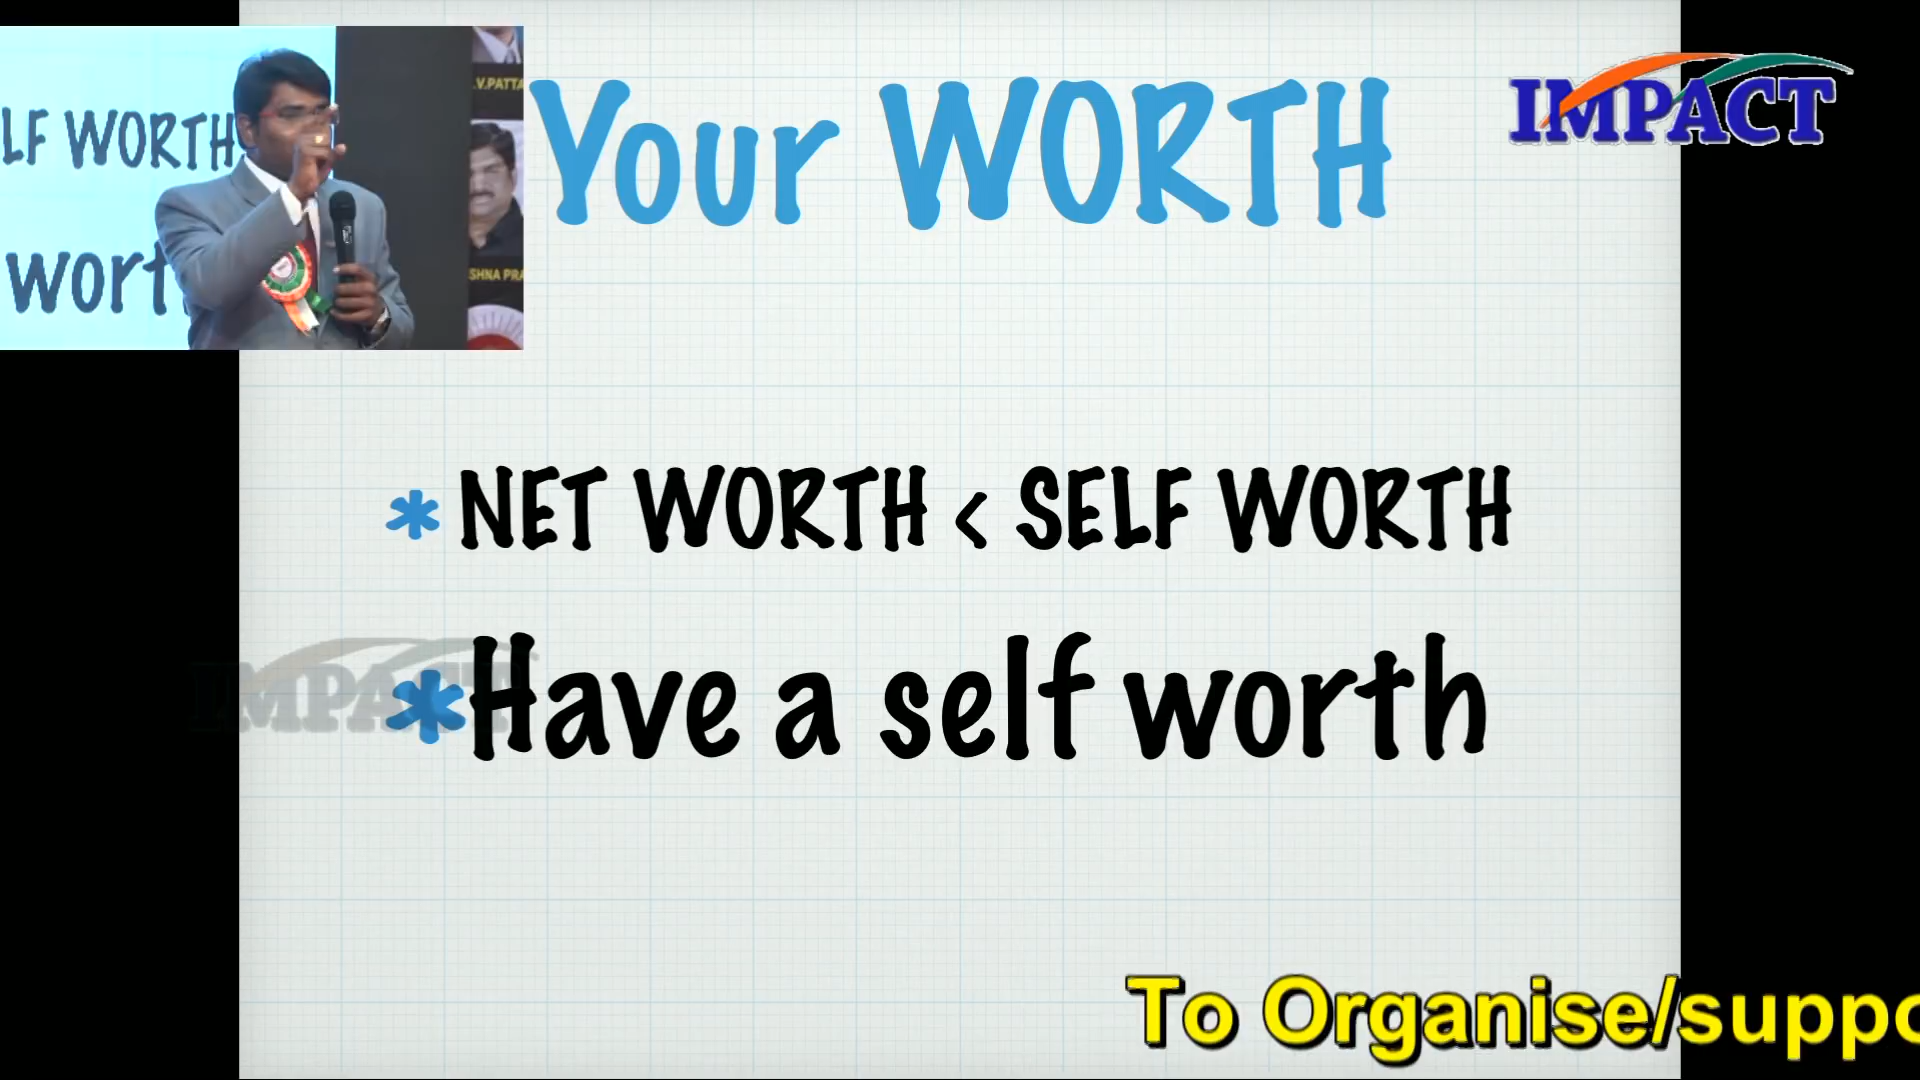 Your WORTH
IMPACT
LF WORTH
.V.PATTA
wort
SHNA PRA
* NET WORTH < SELF WORTH
* Have a self worth
IMPACT
To Organise/suppo